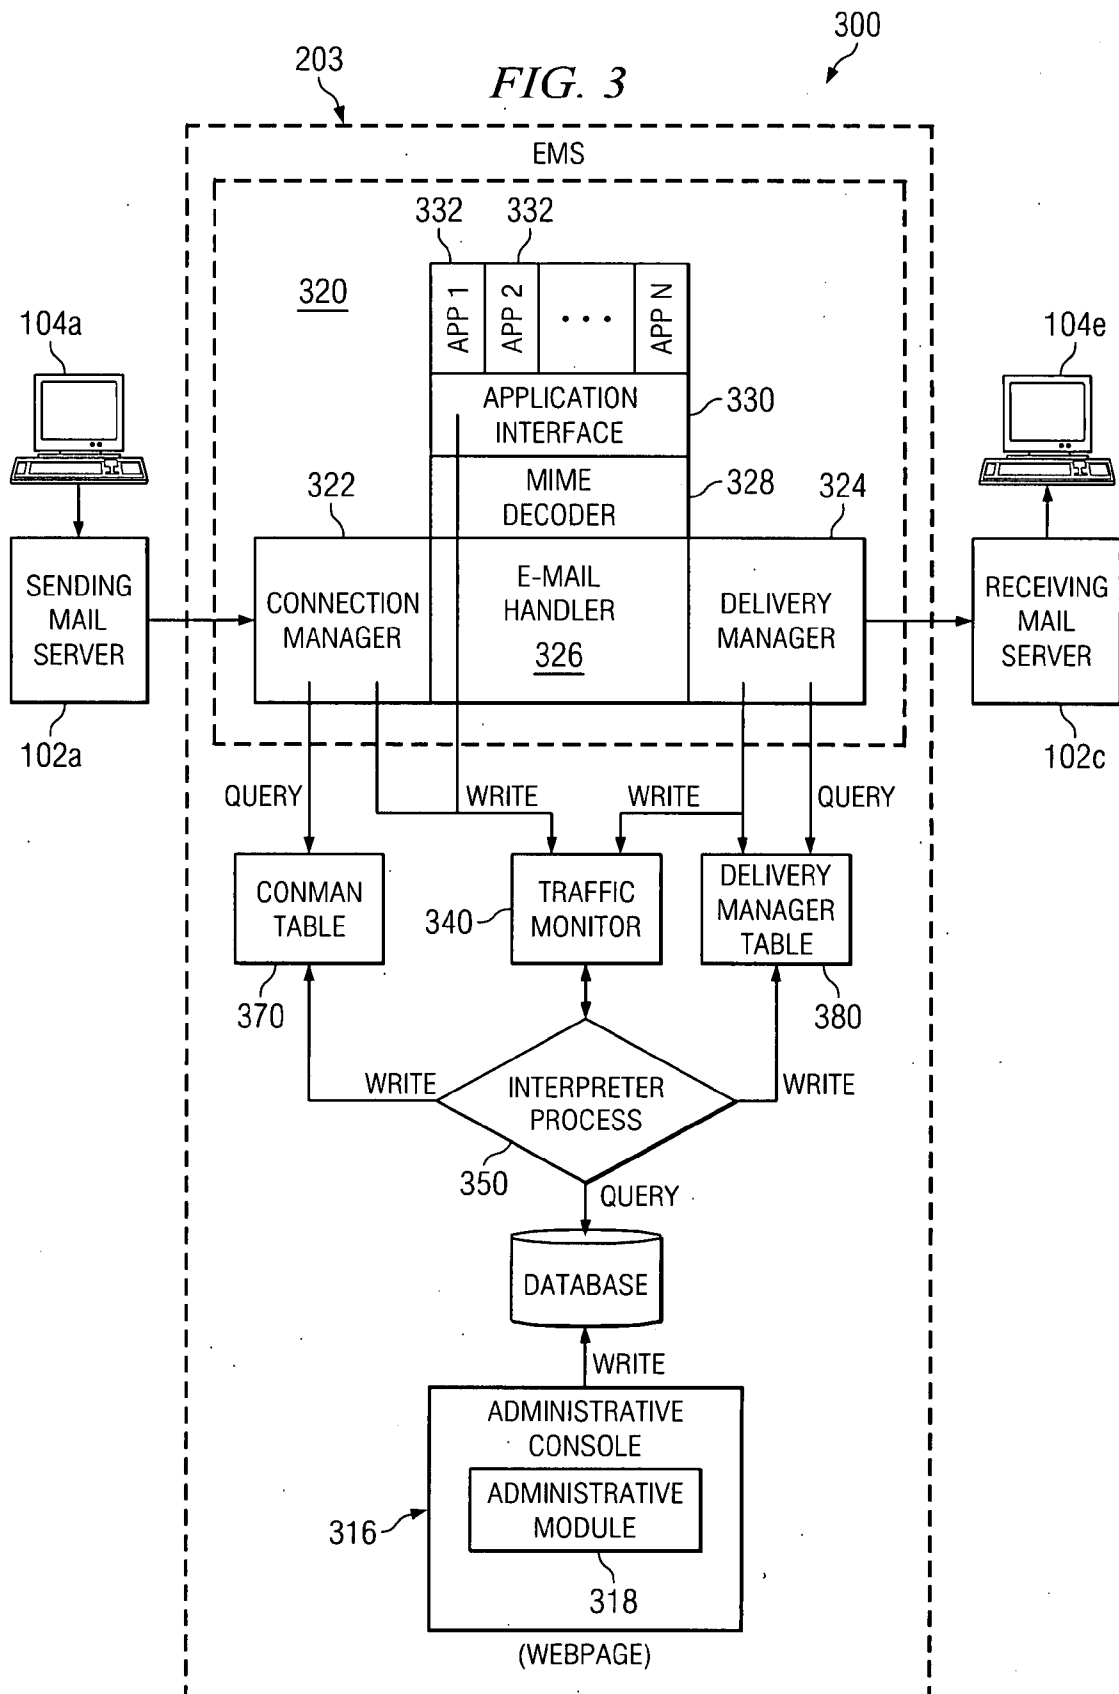 300
203
FIG. 3
EMS
332 332
320
APP 1 APP 2 • • • APP N
104a
104e
APPLICATION
INTERFACE
330
322
MIME
DECODER
328
324
SENDING
MAIL
SERVER
CONNECTION
MANAGER
E-MAIL
HANDLER
326
DELIVERY
MANAGER
RECEIVING
MAIL
SERVER
102a
102c
QUERY
WRITE
WRITE
QUERY
CONMAN
TABLE
340
TRAFFIC
MONITOR
DELIVERY
MANAGER
TABLE
370
380
WRITE
INTERPRETER
PROCESS
WRITE
350
QUERY
DATABASE
WRITE
ADMINISTRATIVE
CONSOLE
ADMINISTRATIVE
MODULE
316
318
(WEBPAGE)